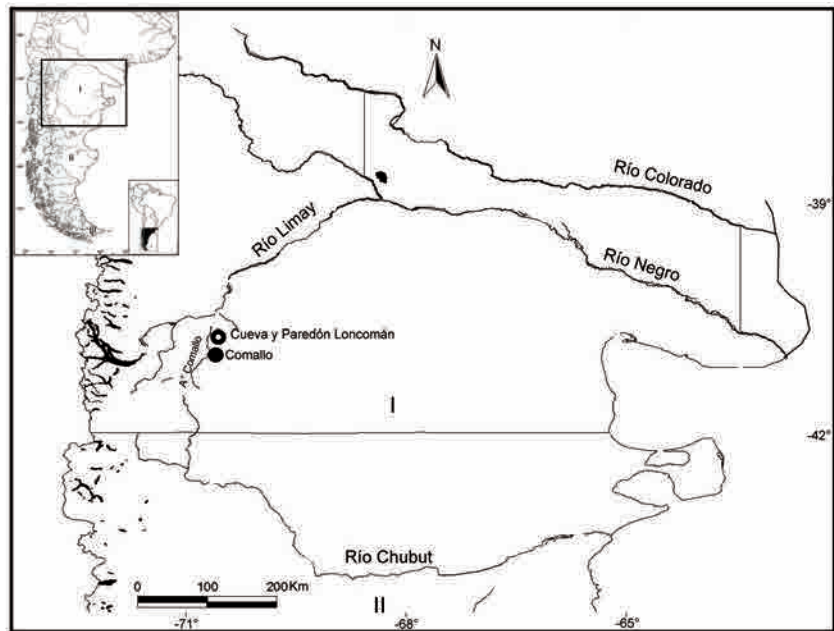 N
Río Colorado
-39°
Río Limay
Río Negro
Cueva y Paredón Loncomán
Comallo
A° Comallo
I
-42°
Río Chubut
0 100 200Km
II
-71° -68° -65°
I
II